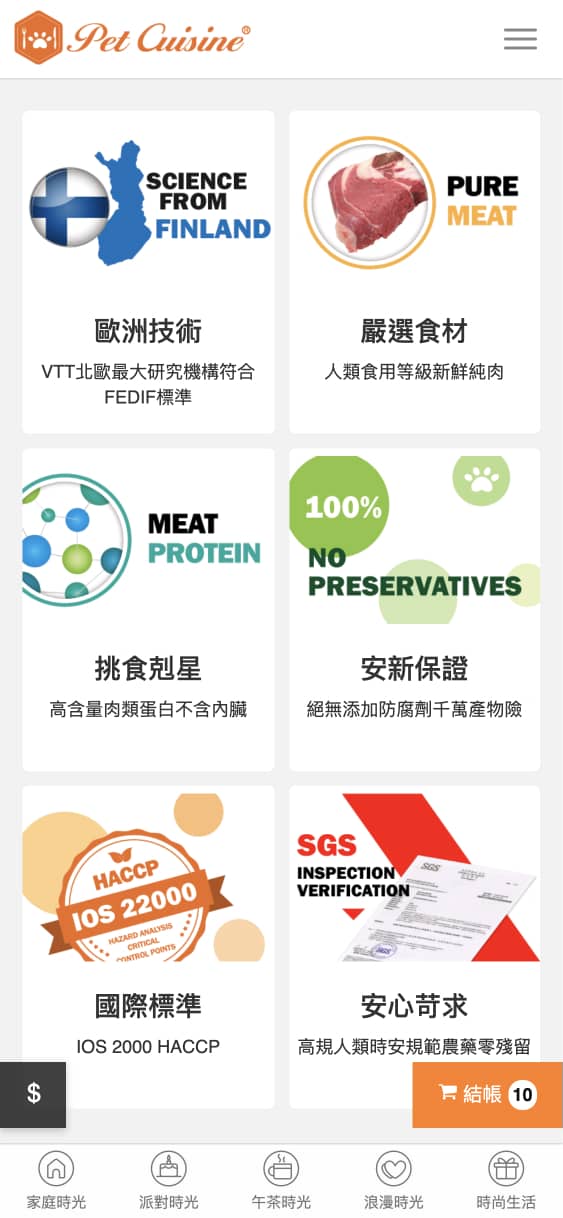 Pet Cuisine®
SCIENCE
FROM
FINLAND
歐洲技術
VTT北歐最大研究機構符合
FEDIF標準
PURE
MEAT
嚴選食材
人類食用等級新鮮純肉
MEAT
PROTEIN
挑食剋星
高含量肉類蛋白不含內臟
100%
NO
PRESERVATIVES
安新保證
絕無添加防腐劑千萬產物險
HACCP
IOS 22000
HAZARD ANALYSIS
CRITICAL
CONTROL POINTS
國際標準
IOS 2000 HACCP
SGS
INSPECTION
VERIFICATION
SGS
安心苛求
高規人類時安規範農藥零殘留
$
結帳 10
家庭時光
派對時光
午茶時光
浪漫時光
時尚生活